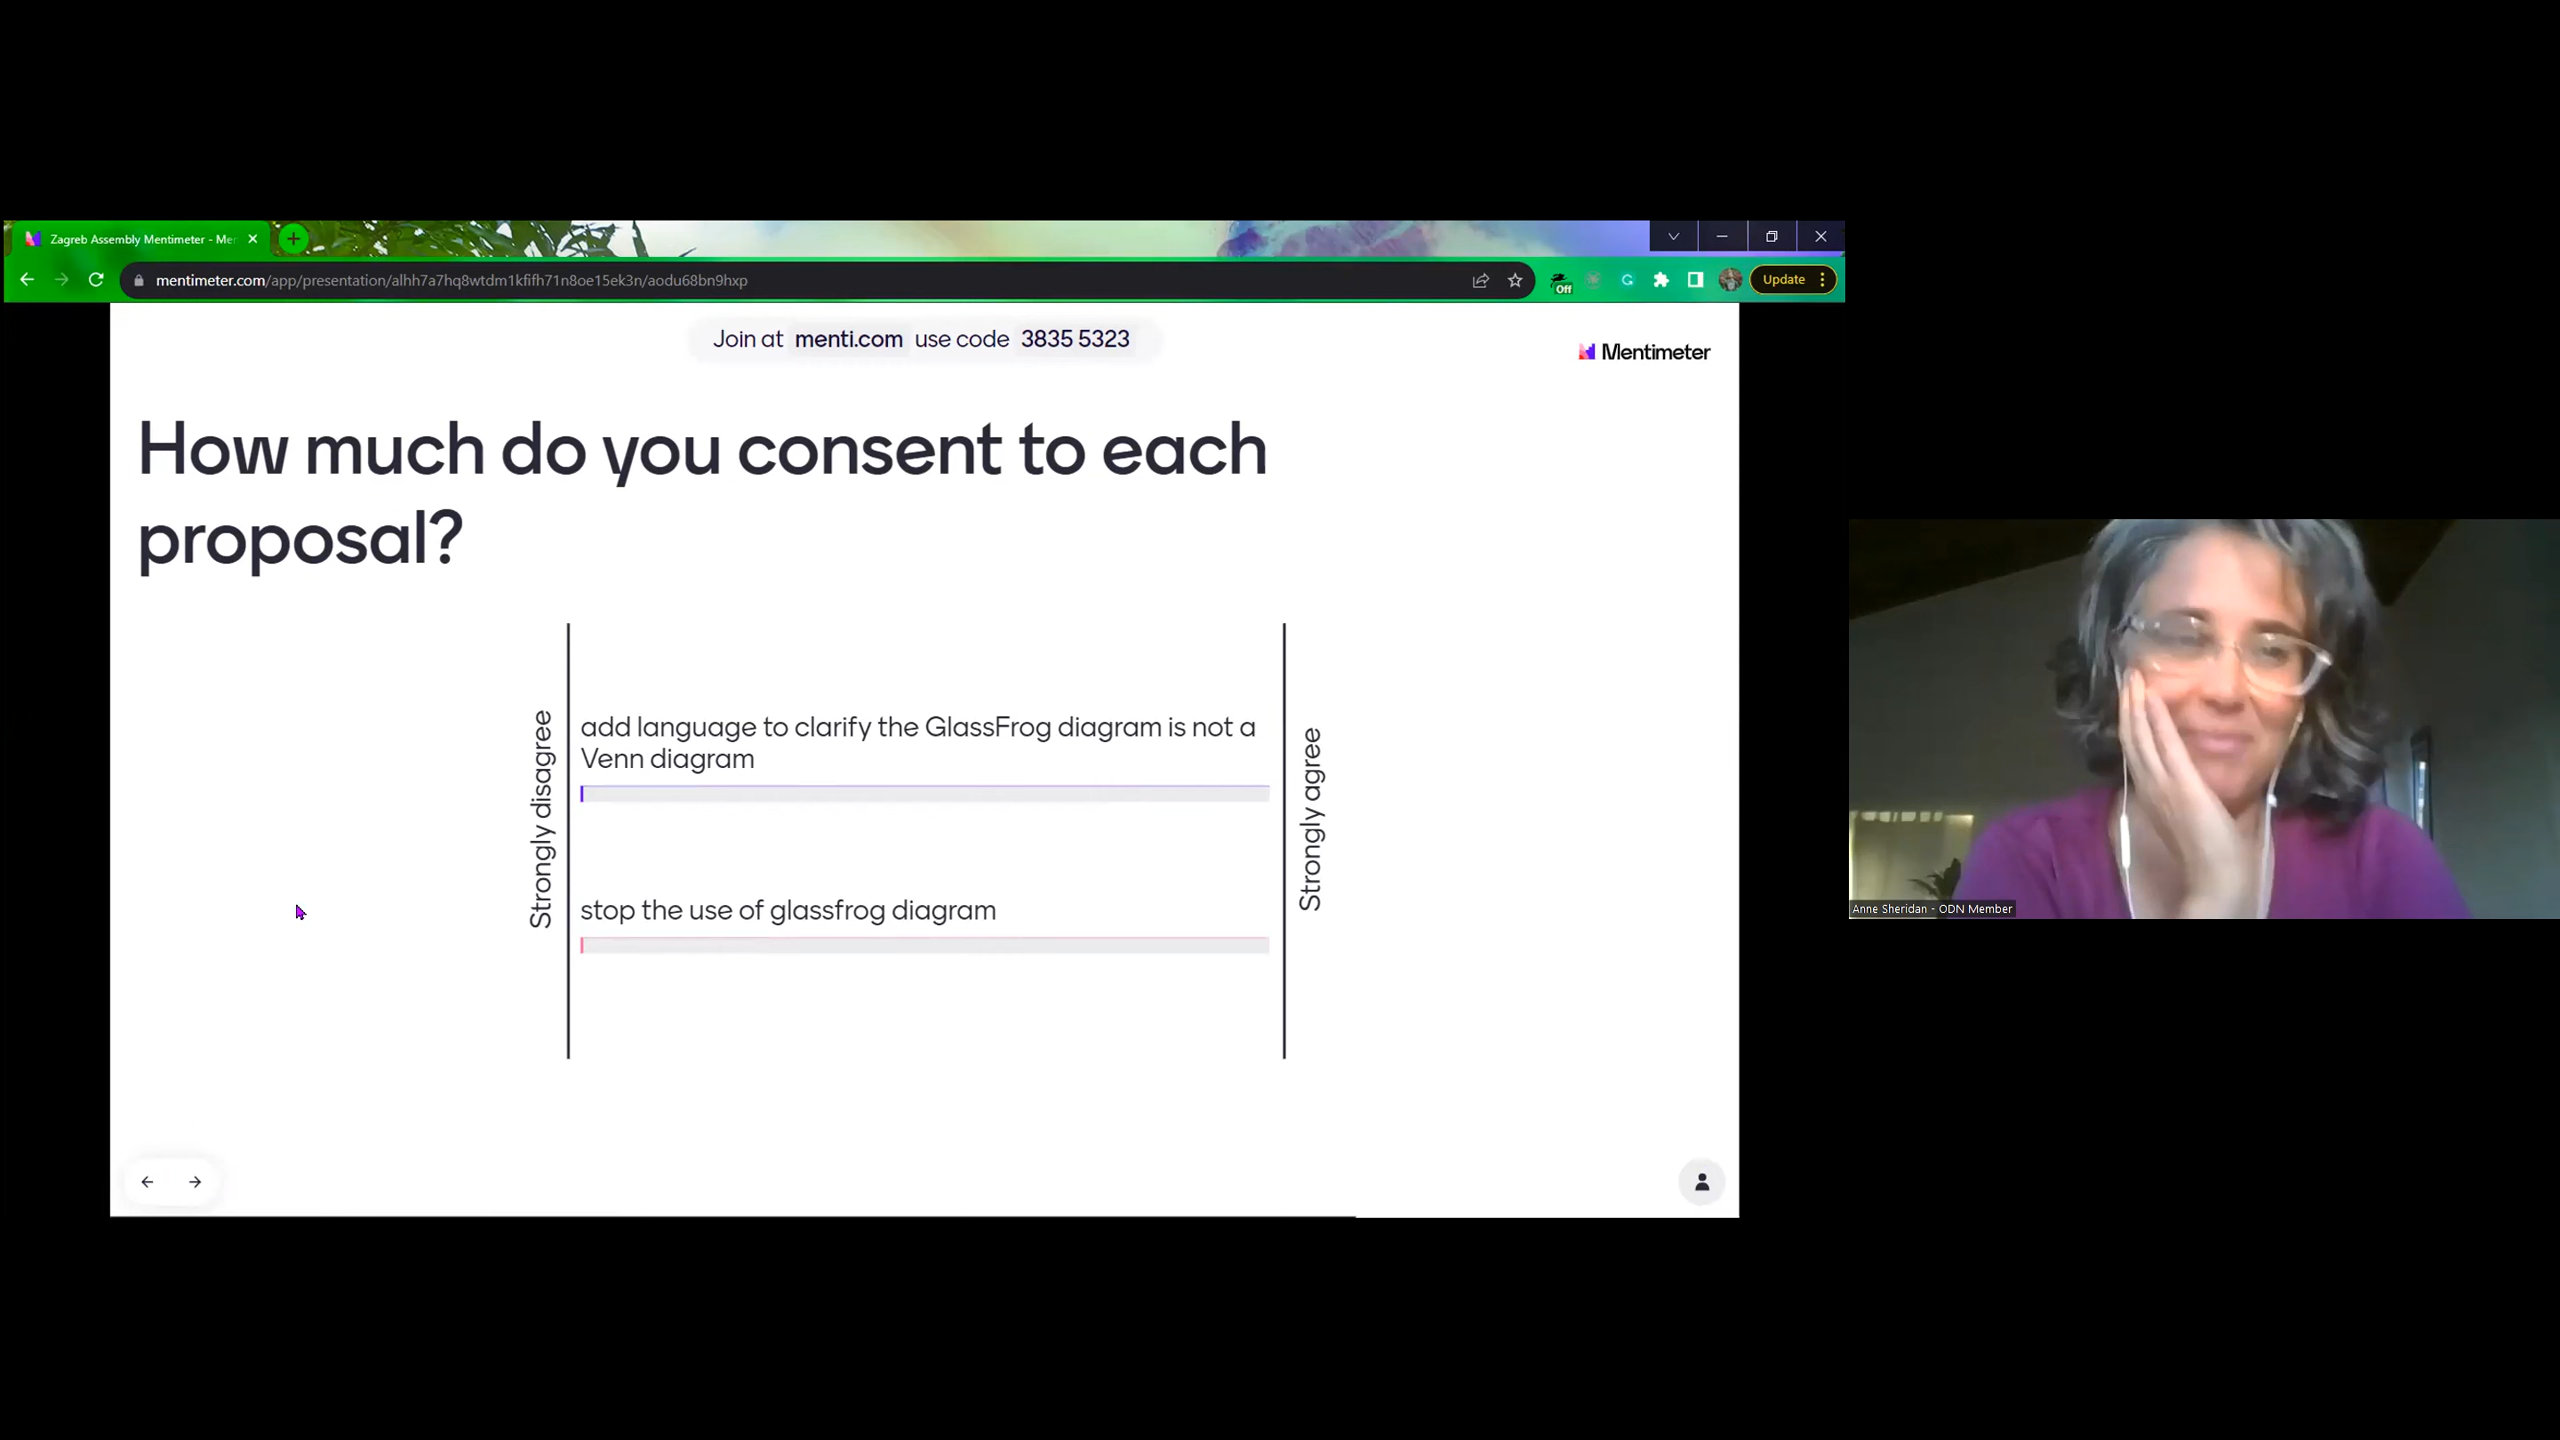 Zagreb Assembly Mentimeter - Me
mentimeter.com/app/presentation/alhh7a7hq8wtdm1kfifh71n8oe15ek3n/aodu68bn9hxp
Off
Update
Join at menti.com use code 3835 5323
Mentimeter
How much do you consent to each
proposal?
Strongly disagree
add language to clarify the GlassFrog diagram is not a
Venn diagram
stop the use of glassfrog diagram
Strongly agree
Anne Sheridan - ODN Member